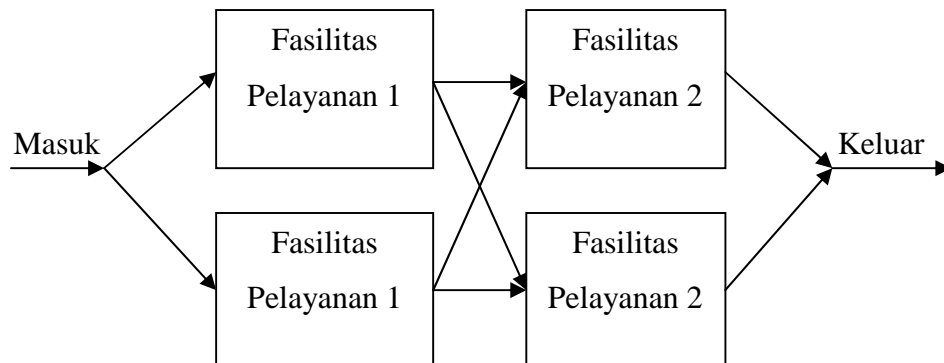 Masuk
Fasilitas
Pelayanan 1
Fasilitas
Pelayanan 2
Fasilitas
Pelayanan 1
Fasilitas
Pelayanan 2
Keluar